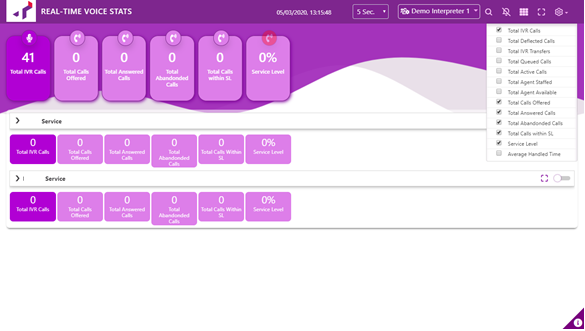 REAL-TIME VOICE STATS
05/03/2020, 13:15:48
5 Sec.
Demo Interpreter 1
41
Total IVR Calls
0
Total Calls
Offered
0
Total Answered
Calls
0
Total
Abandonded
Calls
0
Total Calls
within SL
0%
Service Level
Total IVR Calls
Total Deflected Calls
Total IVR Transfers
Total Queued Calls
Total Active Calls
Total Agent Staffed
Total Agent Available
Total Calls Offered
Total Answered Calls
Total Abandonded Calls
Total Calls within SL
Service Level
Average Handled Time
Service
0
Total IVR Calls
0
Total Calls
Offered
0
Total Answered
Calls
0
Total
Abandonded
Calls
0
Total Calls Within
SL
0%
Service Level
Service
0
Total IVR Calls
0
Total Calls
Offered
0
Total Answered
Calls
0
Total
Abandonded
Calls
0
Total Calls Within
SL
0%
Service Level